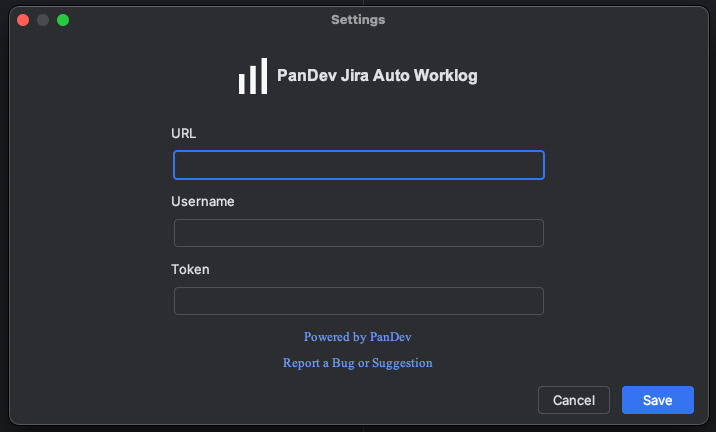 Settings
PanDev Jira Auto Worklog
URL
Username
Token
Powered by PanDev
Report a Bug or Suggestion
Cancel
Save